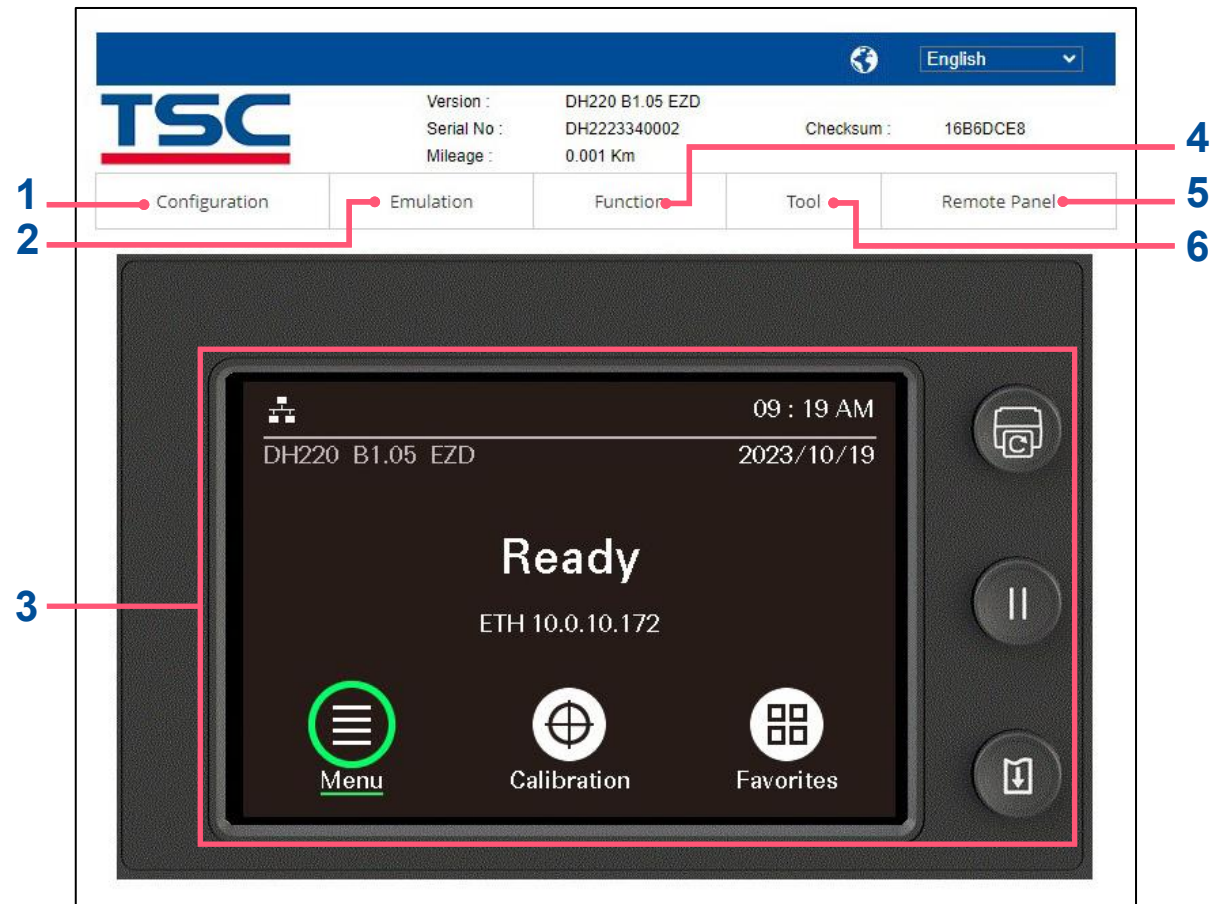 English
TSC
Version : DH220 B1.05 EZD
Serial No : DH2223340002 Checksum : 16B6DCE8
Mileage : 0.001 Km
4
1 Configuration Emulation Function Tool Remote Panel 5
2 6
09 : 19 AM
DH220 B1.05 EZD 2023/10/19
Ready
3
ETH 10.0.10.172
Menu Calibration Favorites